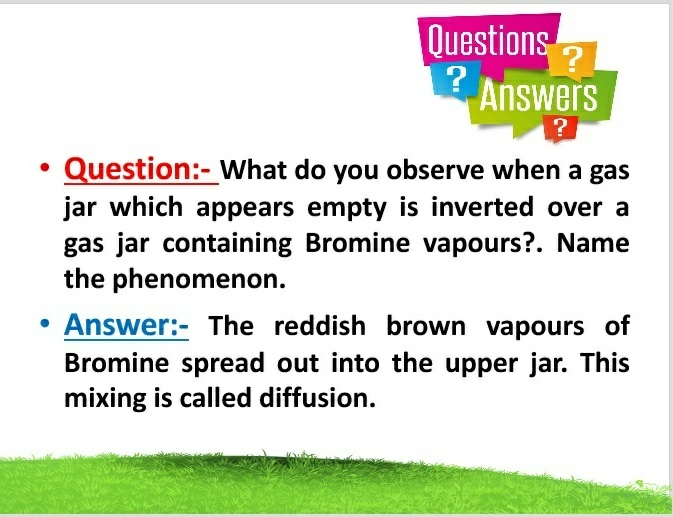 Questions
?
?
Answers
?
• Question:- What do you observe when a gas
jar which appears empty is inverted over a
gas jar containing Bromine vapours?. Name
the phenomenon.
• Answer:- The reddish brown vapours of
Bromine spread out into the upper jar. This
mixing is called diffusion.